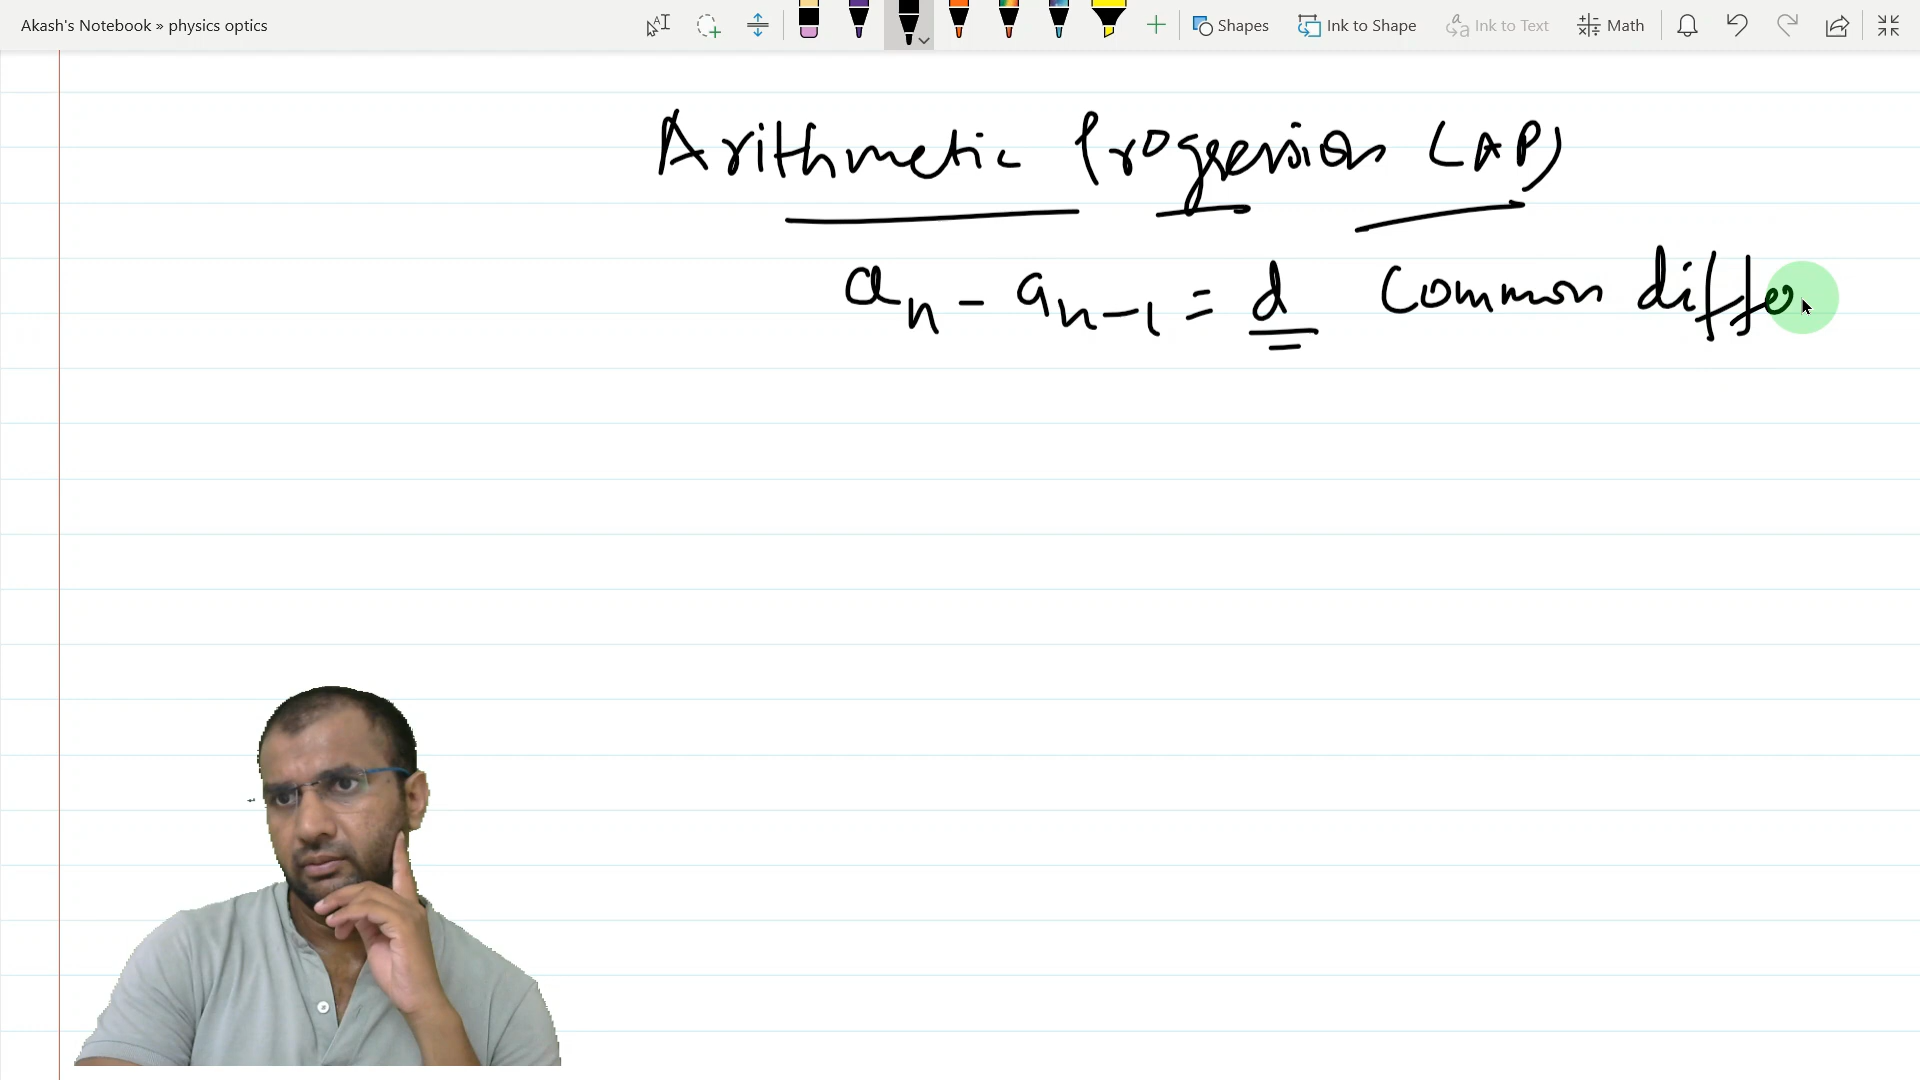 Akash's Notebook » physics optics Shapes Ink to Shape Ink to Text Math
Arithmetic Progression (AP)
aₙ - aₙ₋₁ = d Common diffe